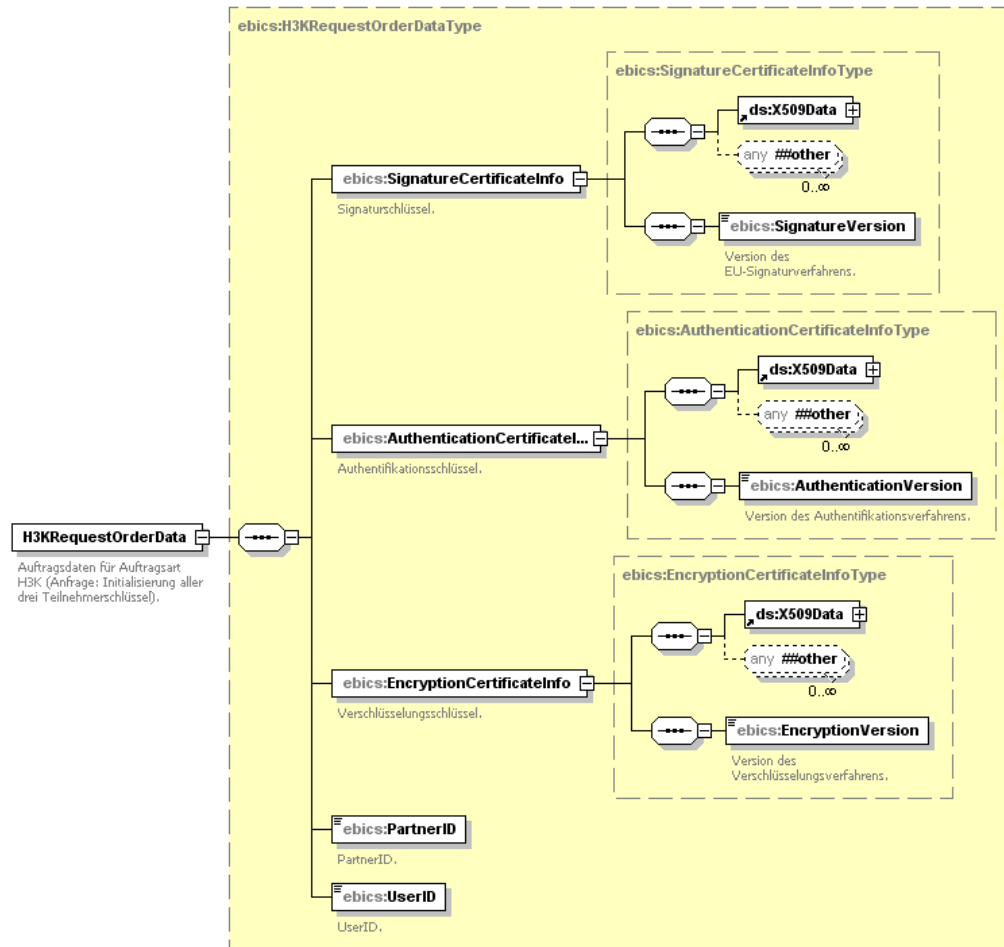 ebics:H3KRequestOrderDataType
ebics:SignatureCertificateInfoType
ds:X509Data
any ##other
0..∞
ebics:SignatureCertificateInfo
Signaturschlüssel.
ebics:SignatureVersion
Version des
EU-Signaturverfahrens.
ebics:AuthenticationCertificateInfoType
ds:X509Data
any ##other
0..∞
ebics:AuthenticationCertificateI...
Authentifikationsschlüssel.
ebics:AuthenticationVersion
Version des Authentifikationsverfahrens.
H3KRequestOrderData
Auftragsdaten für Auftragsart
H3K (Anfrage: Initialisierung aller
drei Teilnehmerschlüssel).
ebics:EncryptionCertificateInfoType
ds:X509Data
any ##other
0..∞
ebics:EncryptionCertificateInfo
Verschlüsselungsschlüssel.
ebics:EncryptionVersion
Version des
Verschlüsselungsverfahrens.
ebics:PartnerID
PartnerID.
ebics:UserID
UserID.